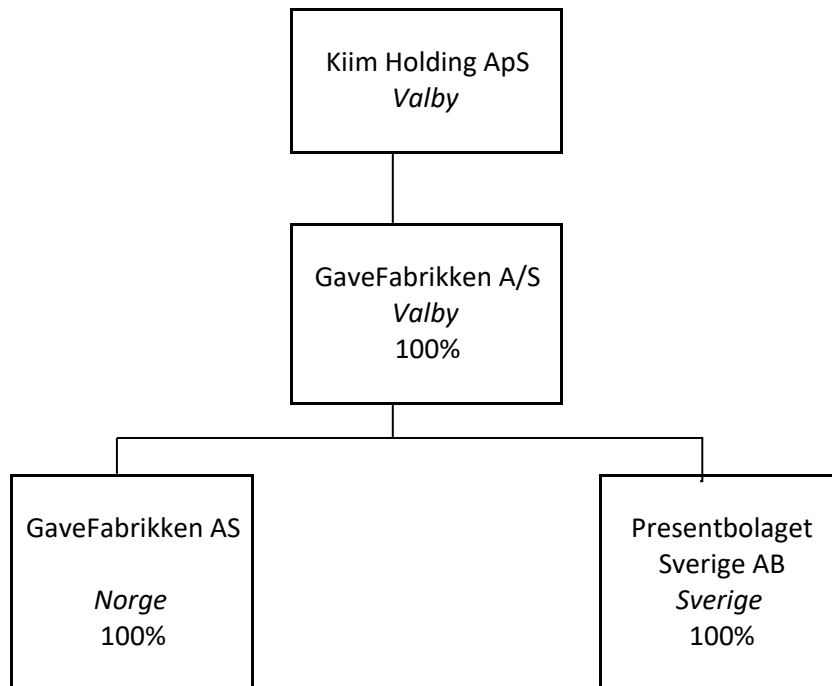 Kiim Holding ApS
Valby
GaveFabrikken A/S
Valby
100%
GaveFabrikken AS
Norge
100%
Presentbolaget
Sverige AB
Sverige
100%